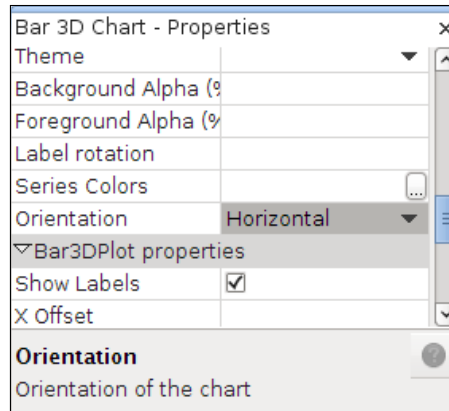 Bar 3D Chart - Properties
Theme
Background Alpha (%
Foreground Alpha (%
Label rotation
Series Colors ...
Orientation Horizontal
Bar3DPlot properties
Show Labels
X Offset
Orientation
Orientation of the chart